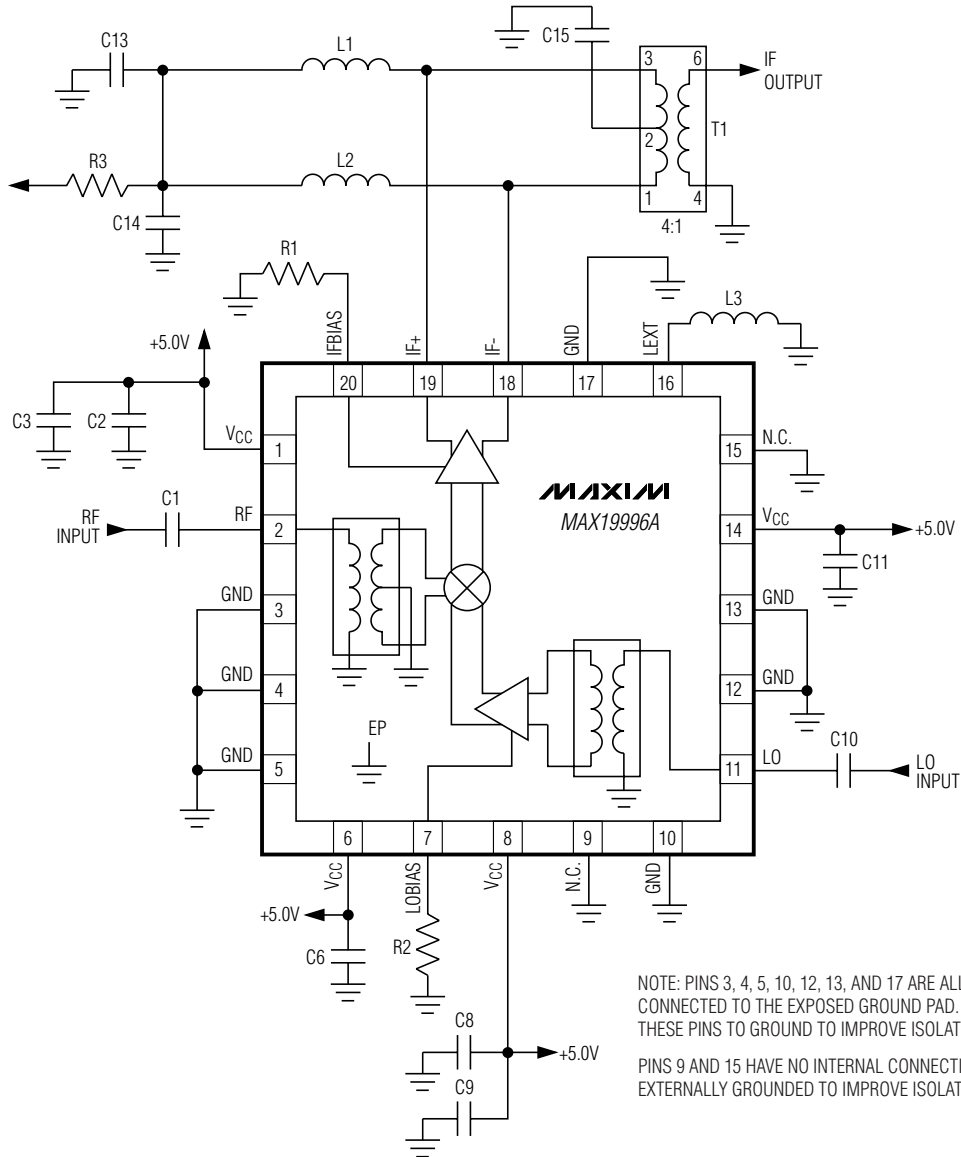 C13
L1
C15
3
6
IF
OUTPUT
T1
2
R3
L2
C14
1
4
4:1
R1
L3
+5.0V
IFBIAS
IF+
IF-
GND
LEXT
20
19
18
17
16
C3
C2
VCC
1
15
N.C.
MAXIM
MAX19996A
C1
RF
INPUT
RF
2
14
VCC
+5.0V
C11
GND
3
13
GND
GND
4
12
GND
EP
C10
GND
5
11
LO
LO
INPUT
6
7
8
9
10
VCC
LOBIAS
VCC
N.C.
GND
+5.0V
C6
R2
C8
+5.0V
C9
NOTE: PINS 3, 4, 5, 10, 12, 13, AND 17 ARE ALL
CONNECTED TO THE EXPOSED GROUND PAD.
THESE PINS TO GROUND TO IMPROVE ISOLAT
PINS 9 AND 15 HAVE NO INTERNAL CONNECTI
EXTERNALLY GROUNDED TO IMPROVE ISOLAT